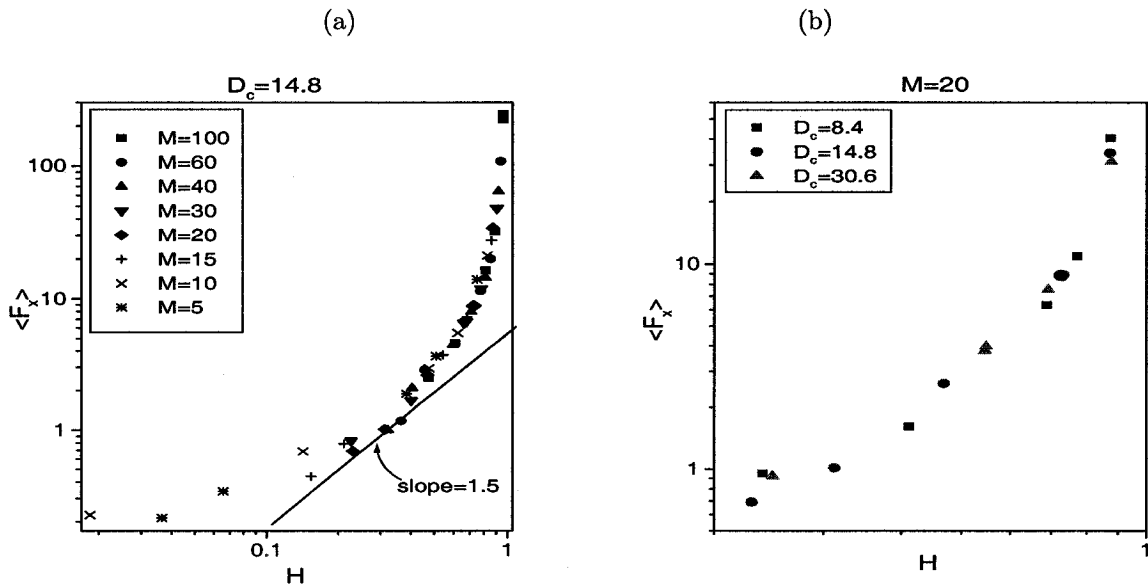 (a)
D_c=14.8
M=100
M=60
M=40
M=30
M=20
M=15
M=10
M=5
100
10
1
<F_x>
slope=1.5
0.1
1
H
(b)
M=20
D_c=8.4
D_c=14.8
D_c=30.6
10
1
<F_x>
1
H